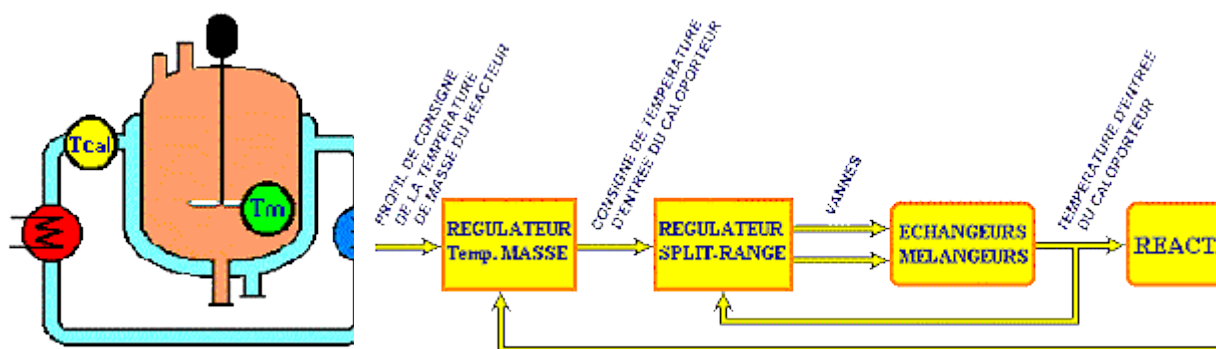 Tcal
Tm
PROFIL DE CONSIGNE
DE LA TEMPERATURE
DE MASSE DU REACTEUR
REGULATEUR
Temp. MASSE
CONSIGNE DE TEMPERATURE
D'ENTREE DU CALOPORTEUR
REGULATEUR
SPLIT-RANGE
VANNES
ECHANGEURS
MELANGEURS
TEMPERATURE D'ENTREE
DU CALOPORTEUR
REACT